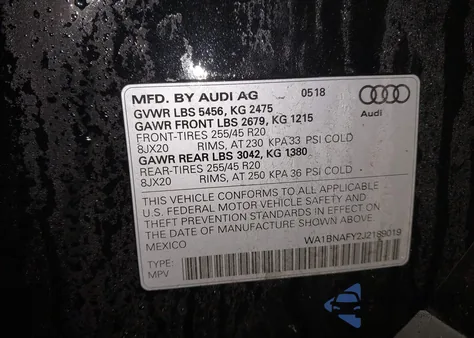 MFD. BY AUDI AG 0518
GVWR LBS 5456, KG 2475
GAWR FRONT LBS 2679, KG 1215
FRONT-TIRES 255/45 R20
8JX20 RIMS, AT 230 KPA 33 PSI COLD
GAWR REAR LBS 3042, KG 1380
REAR-TIRES 255/45 R20
8JX20 RIMS, AT 250 KPA 36 PSI COLD
Audi
THIS VEHICLE CONFORMS TO ALL APPLICABLE
U.S. FEDERAL MOTOR VEHICLE SAFETY AND
THEFT PREVENTION STANDARDS IN EFFECT ON
THE DATE OF MANUFACTURE SHOWN ABOVE.
MEXICO WA1BNAFY2J2189019
TYPE:
MPV